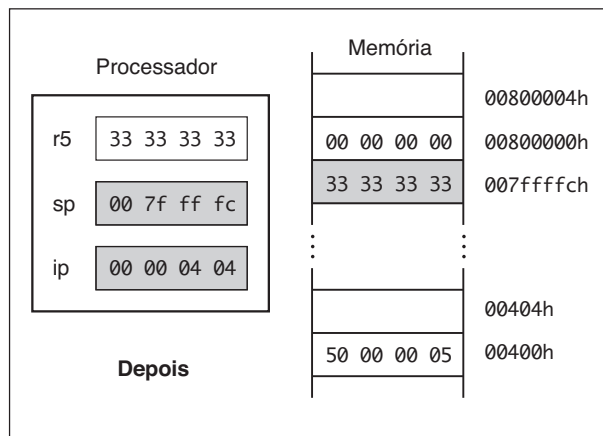 Processador
r5 33 33 33 33
sp 00 7f ff fc
ip 00 00 04 04
Depois
Memória
00800004h
00 00 00 00 00800000h
33 33 33 33 007ffffch
00404h
50 00 00 05 00400h